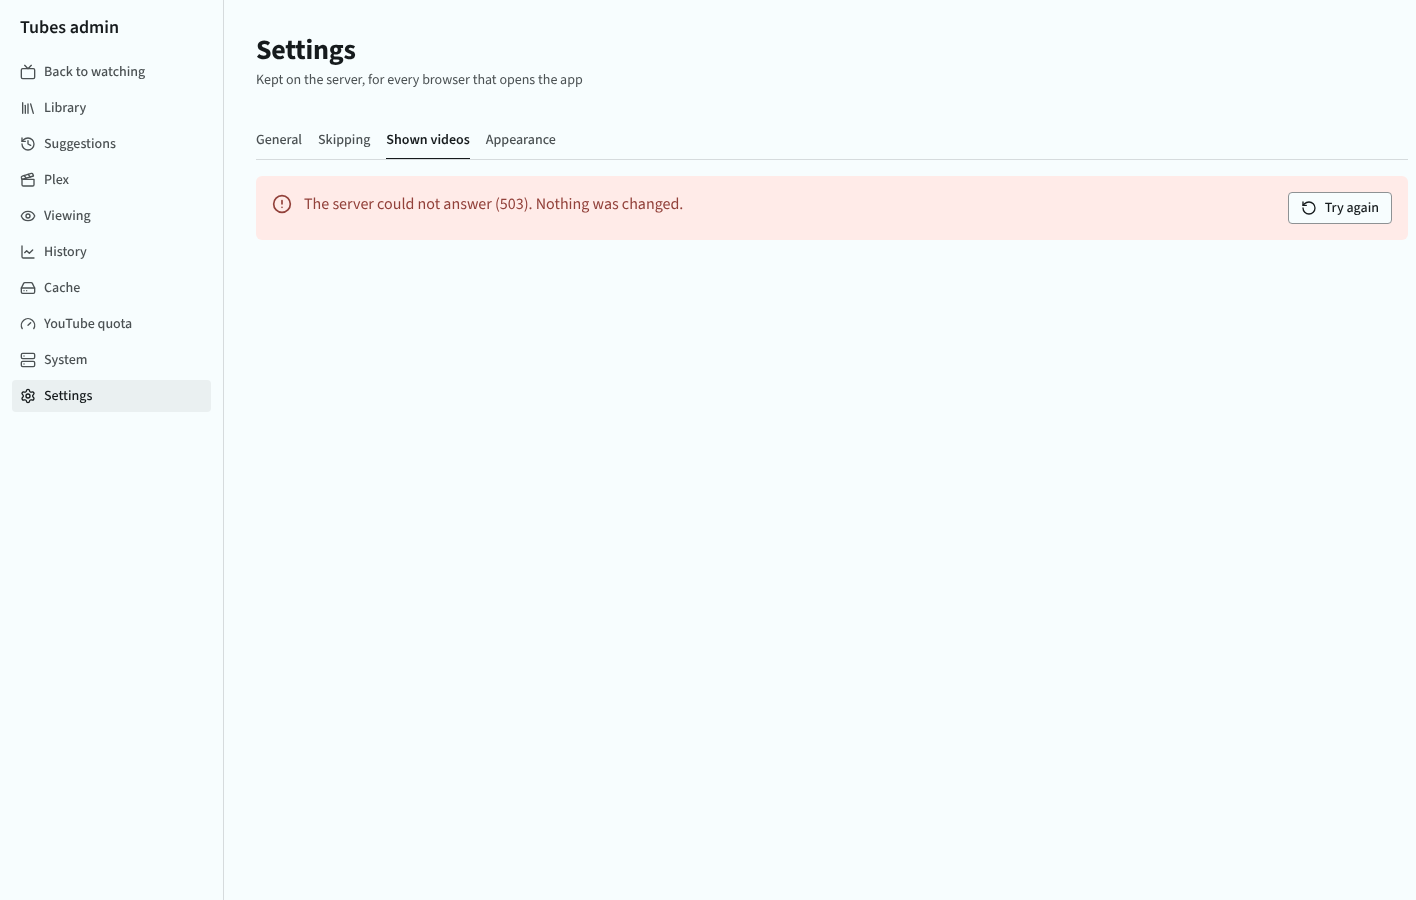 Tubes admin
Back to watching
Library
Suggestions
Plex
Viewing
History
Cache
YouTube quota
System
Settings
Settings
Kept on the server, for every browser that opens the app
General Skipping Shown videos Appearance
The server could not answer (503). Nothing was changed.
Try again